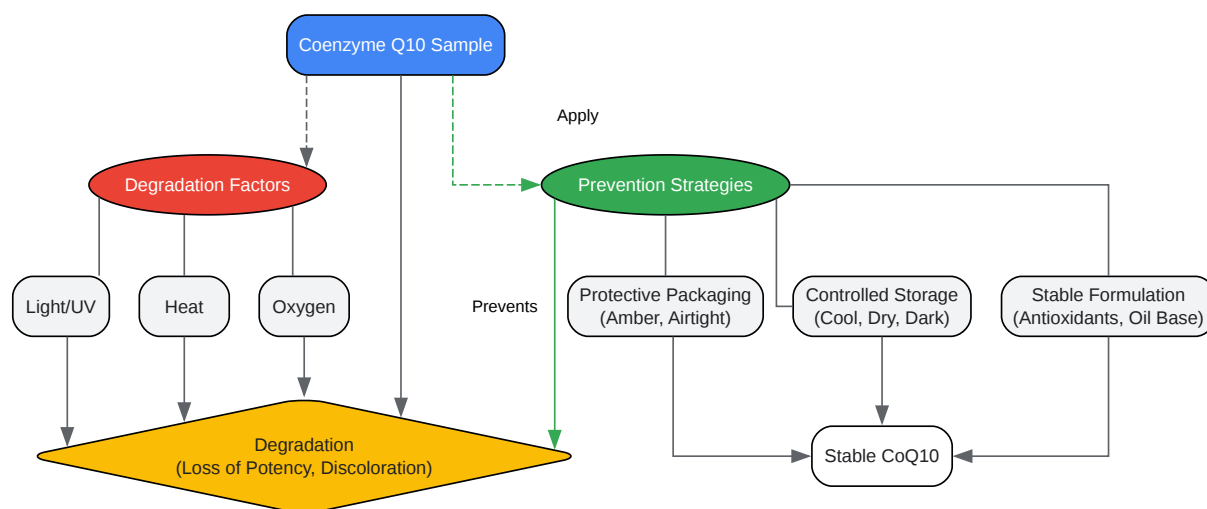 Coenzyme Q10 Sample
Apply
Degradation Factors
Prevention Strategies
Light/UV
Heat
Oxygen
Prevents
Protective Packaging
(Amber, Airtight)
Controlled Storage
(Cool, Dry, Dark)
Stable Formulation
(Antioxidants, Oil Base)
Degradation
(Loss of Potency, Discoloration)
Stable CoQ10